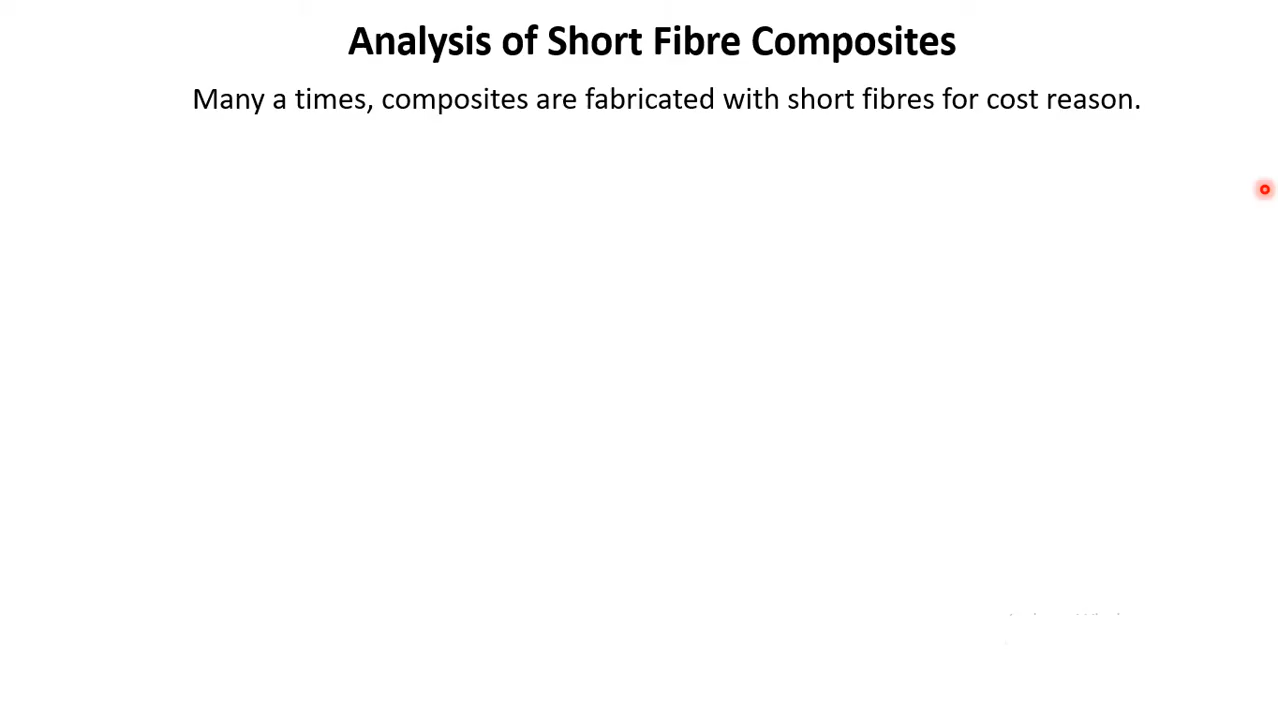 Analysis of Short Fibre Composites
Many a times, composites are fabricated with short fibres for cost reason.